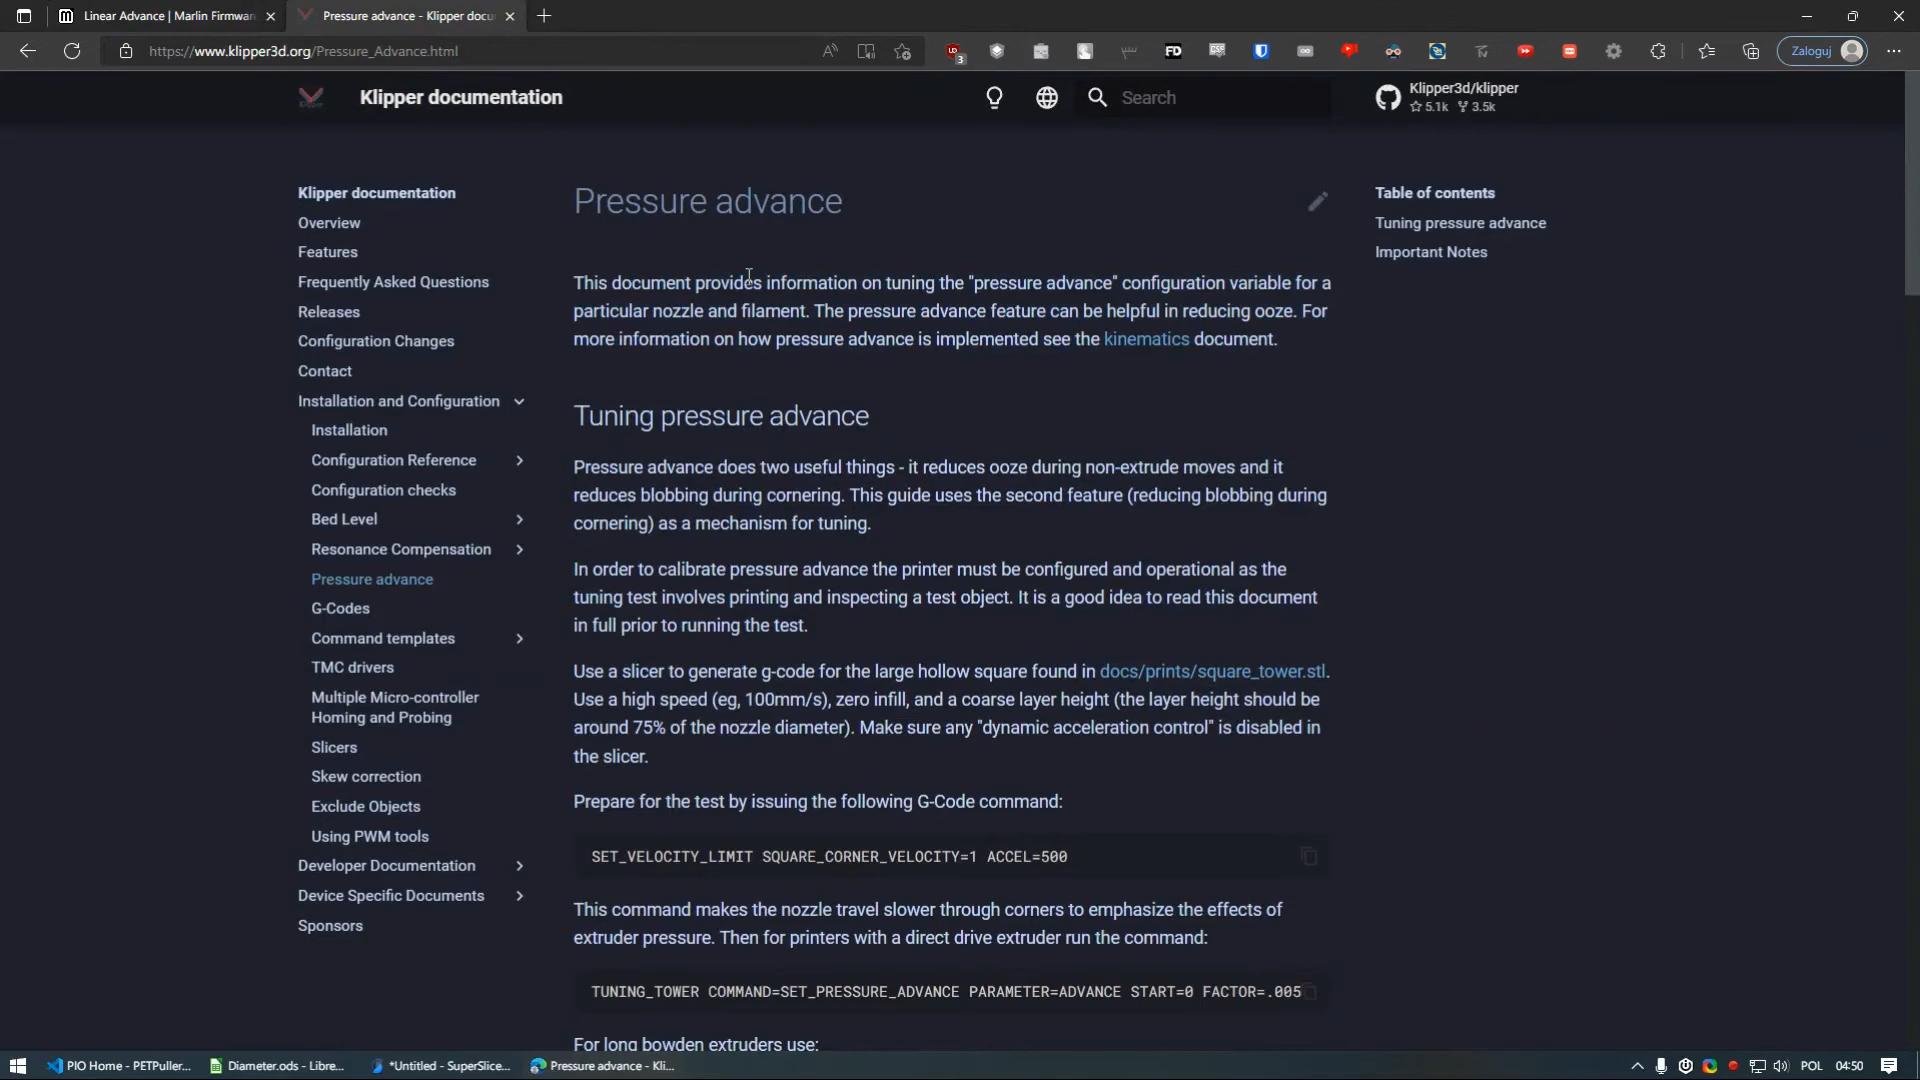 Linear Advance | Marlin Firmwar
Pressure advance - Klipper docu
https://www.klipper3d.org/Pressure_Advance.html
3
FD
Zaloguj
Klipper documentation
Search
Klipper3d/klipper
5.1k 3.5k
Klipper documentation
Overview
Features
Frequently Asked Questions
Releases
Configuration Changes
Contact
Installation and Configuration
Installation
Configuration Reference
Configuration checks
Bed Level
Resonance Compensation
Pressure advance
G-Codes
Command templates
TMC drivers
Multiple Micro-controller
Homing and Probing
Slicers
Skew correction
Exclude Objects
Using PWM tools
Developer Documentation
Device Specific Documents
Sponsors
Pressure advance
This document provides information on tuning the "pressure advance" configuration variable for a
particular nozzle and filament. The pressure advance feature can be helpful in reducing ooze. For
more information on how pressure advance is implemented see the kinematics document.
Tuning pressure advance
Pressure advance does two useful things - it reduces ooze during non-extrude moves and it
reduces blobbing during cornering. This guide uses the second feature (reducing blobbing during
cornering) as a mechanism for tuning.
In order to calibrate pressure advance the printer must be configured and operational as the
tuning test involves printing and inspecting a test object. It is a good idea to read this document
in full prior to running the test.
Use a slicer to generate g-code for the large hollow square found in docs/prints/square_tower.stl.
Use a high speed (eg, 100mm/s), zero infill, and a coarse layer height (the layer height should be
around 75% of the nozzle diameter). Make sure any "dynamic acceleration control" is disabled in
the slicer.
Prepare for the test by issuing the following G-Code command:
SET_VELOCITY_LIMIT SQUARE_CORNER_VELOCITY=1 ACCEL=500
This command makes the nozzle travel slower through corners to emphasize the effects of
extruder pressure. Then for printers with a direct drive extruder run the command:
TUNING_TOWER COMMAND=SET_PRESSURE_ADVANCE PARAMETER=ADVANCE START=0 FACTOR=.005
For long bowden extruders use:
Table of contents
Tuning pressure advance
Important Notes
PIO Home - PETPuller...
Diameter.ods - Libre...
*Untitled - SuperSlice...
Pressure advance - Kli...
POL
04:50